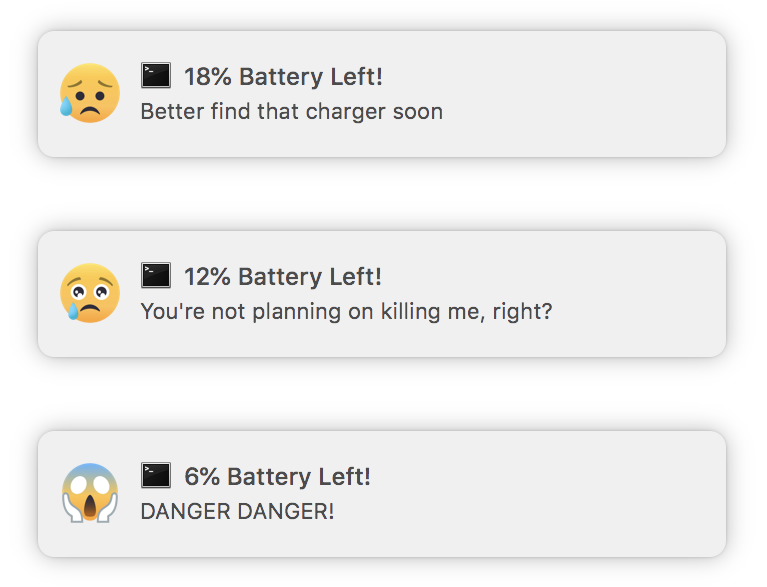 18% Battery Left!
Better find that charger soon
12% Battery Left!
You're not planning on killing me, right?
6% Battery Left!
DANGER DANGER!